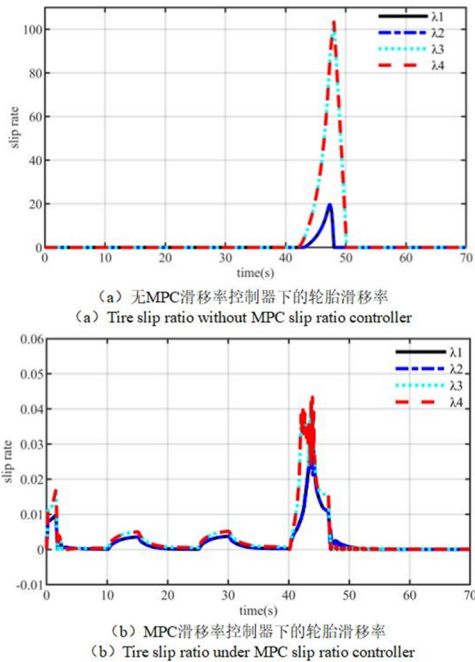 100
80
60
40
20
0
slip rate
λ1
λ2
λ3
λ4
0 10 20 30 40 50 60 70
time(s)
（a）无MPC滑移率控制器下的轮胎滑移率
（a）Tire slip ratio without MPC slip ratio controller
0.06
0.05
0.04
0.03
0.02
0.01
0
-0.01
slip rate
λ1
λ2
λ3
λ4
0 10 20 30 40 50 60 70
time(s)
（b）MPC滑移率控制器下的轮胎滑移率
（b）Tire slip ratio under MPC slip ratio controller